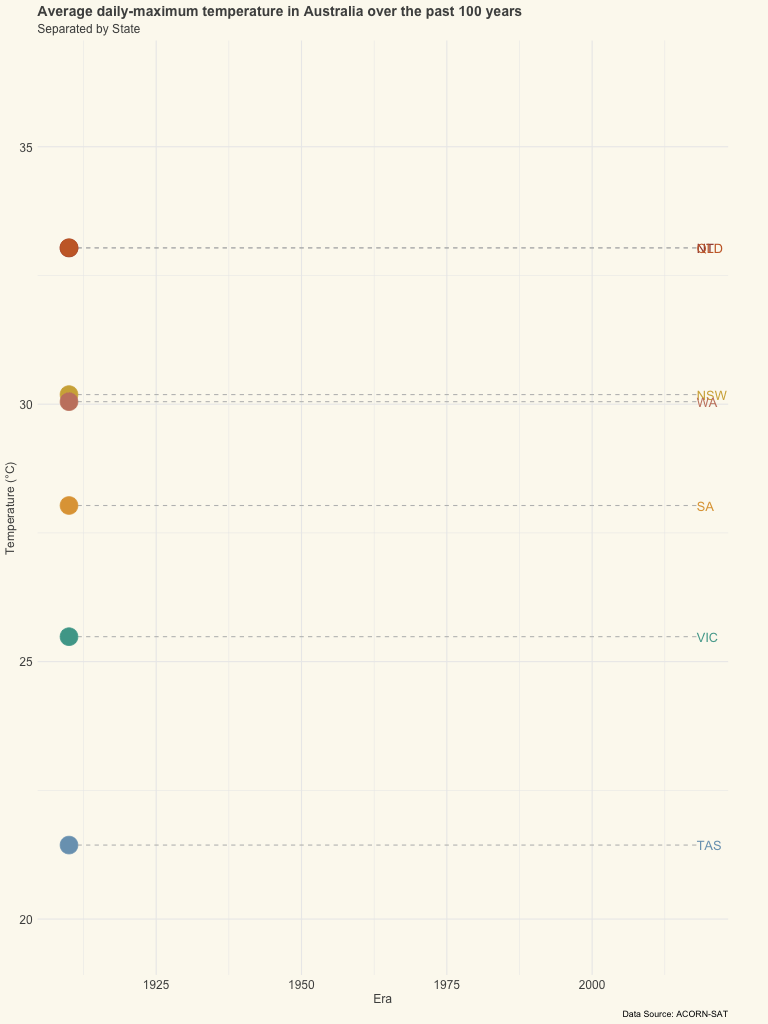 Average daily-maximum temperature in Australia over the past 100 years
Separated by State
35
30
25
20
Temperature (°C)
QLD
NSW
WA
SA
VIC
TAS
1925
1950
1975
2000
Era
Data Source: ACORN-SAT